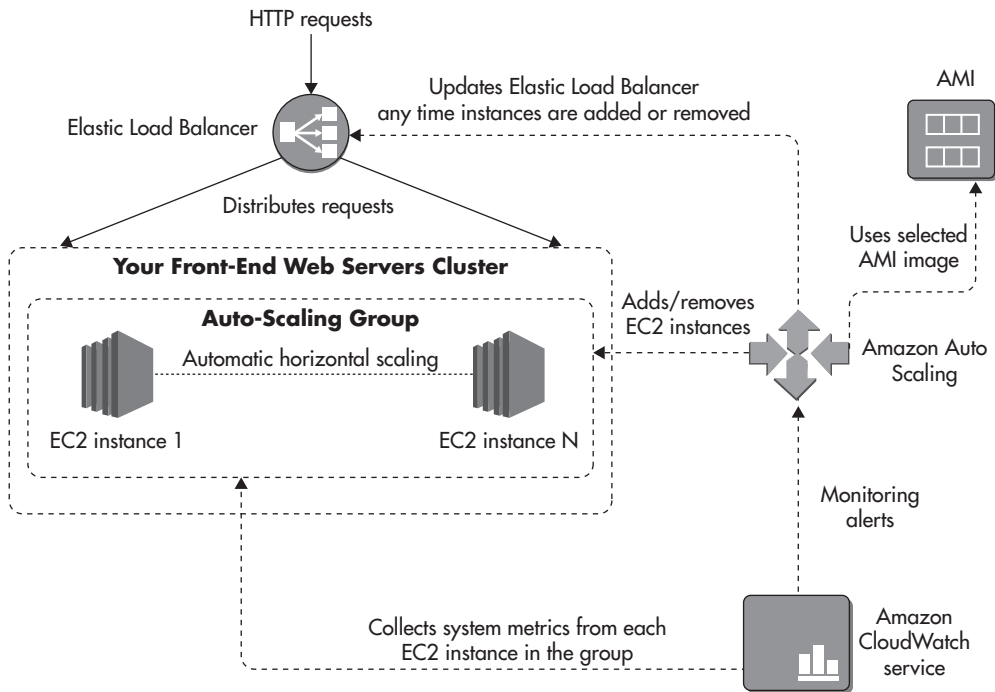 HTTP requests
Updates Elastic Load Balancer
any time instances are added or removed
AMI
Elastic Load Balancer
Distributes requests
Uses selected
AMI image
Your Front-End Web Servers Cluster
Auto-Scaling Group
Adds/removes
EC2 instances
Automatic horizontal scaling
Amazon Auto
Scaling
EC2 instance 1
EC2 instance N
Monitoring
alerts
Collects system metrics from each
EC2 instance in the group
Amazon
CloudWatch
service